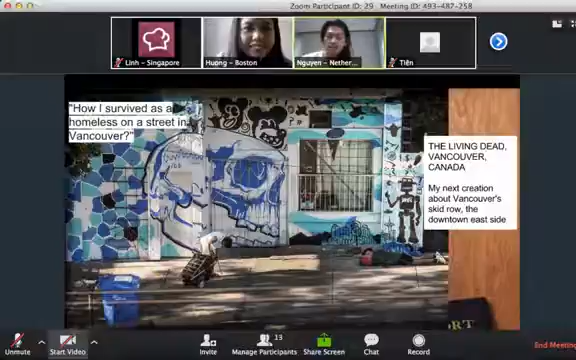 Zoom Participant ID: 29 Meeting ID: 493-487-258
Linh – Singapore
Huong – Boston
Nguyen – Nether...
Tiên
"How I survived as a
homeless on a street in
Vancouver?"
THE LIVING DEAD,
VANCOUVER,
CANADA
My next creation
about Vancouver's
skid row, the
downtown east side
Unmute
Start Video
Invite
13
Manage Participants
Share Screen
Chat
Record
End Meeting